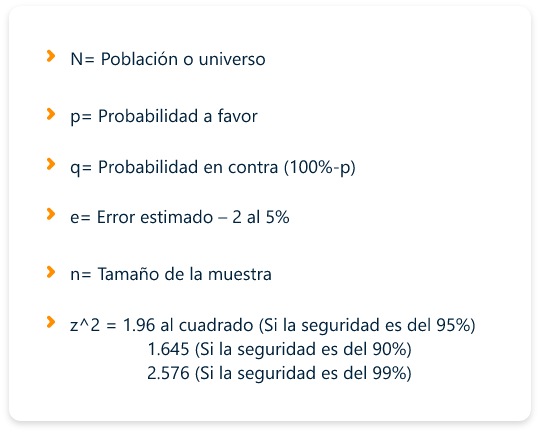 N= Población o universo
p= Probabilidad a favor
q= Probabilidad en contra (100%-p)
e= Error estimado – 2 al 5%
n= Tamaño de la muestra
z^2 = 1.96 al cuadrado (Si la seguridad es del 95%)
1.645 (Si la seguridad es del 90%)
2.576 (Si la seguridad es del 99%)